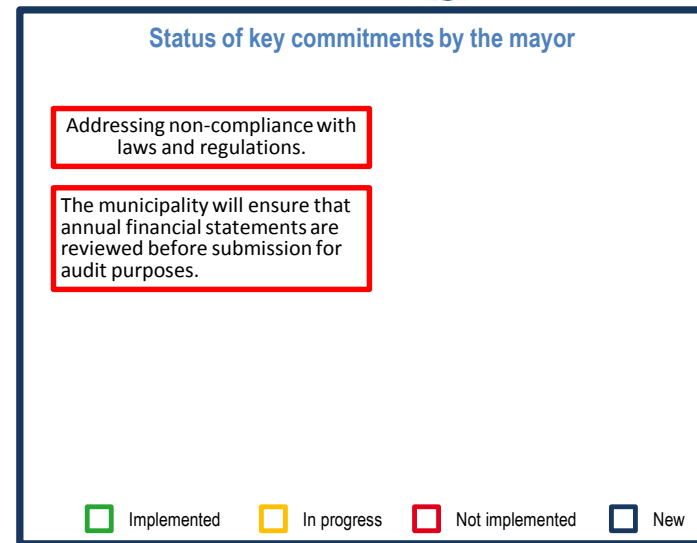 Status of key commitments by the mayor
Addressing non-compliance with
laws and regulations.
The municipality will ensure that
annual financial statements are
reviewed before submission for
audit purposes.
Implemented
In progress
Not implemented
New